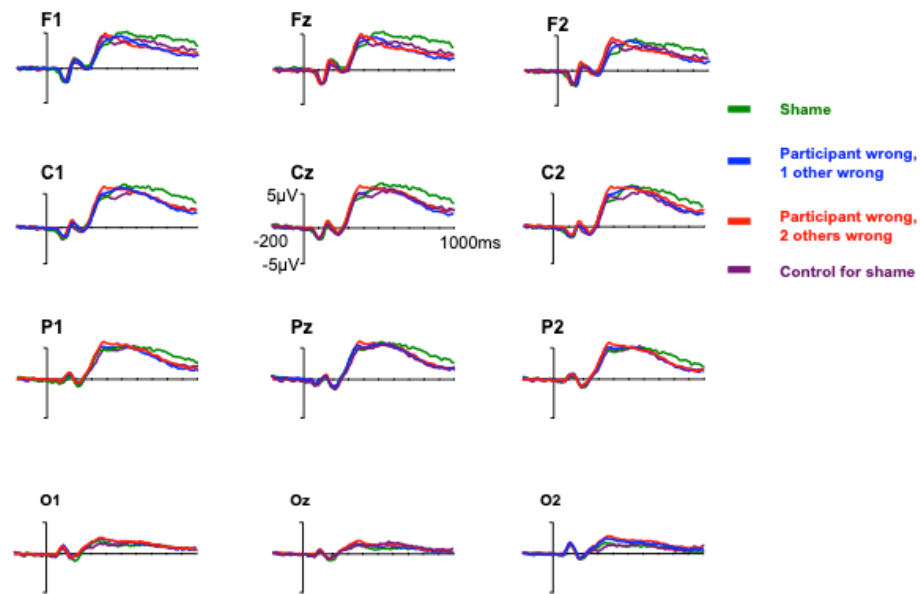 F1
Fz
F2
Shame
Participant wrong,
1 other wrong
C1
Cz
C2
5µV
-200
1000ms
-5µV
Participant wrong,
2 others wrong
Control for shame
P1
Pz
P2
O1
Oz
O2